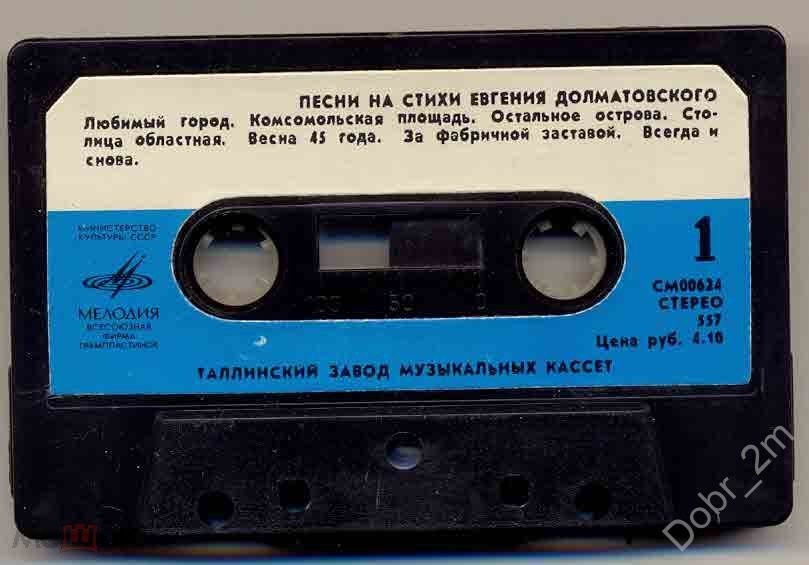 ПЕСНИ НА СТИХИ ЕВГЕНИЯ ДОЛМАТОВСКОГО
Любимый город. Комсомольская площадь. Остальное острова. Сто-
лица областная. Весна 45 года. За фабричной заставой. Всегда и
снова.
МИНИСТЕРСТВО
КУЛЬТУРЫ СССР
МЕЛОДИЯ
ВСЕСОЮЗНАЯ
ФИРМА
ГРАМПЛАСТИНОК
1
СМ00624
СТЕРЕО
557
Цена руб. 4.10
100 50 0
ТАЛЛИНСКИЙ ЗАВОД МУЗЫКАЛЬНЫХ КАССЕТ
Dobr_2m